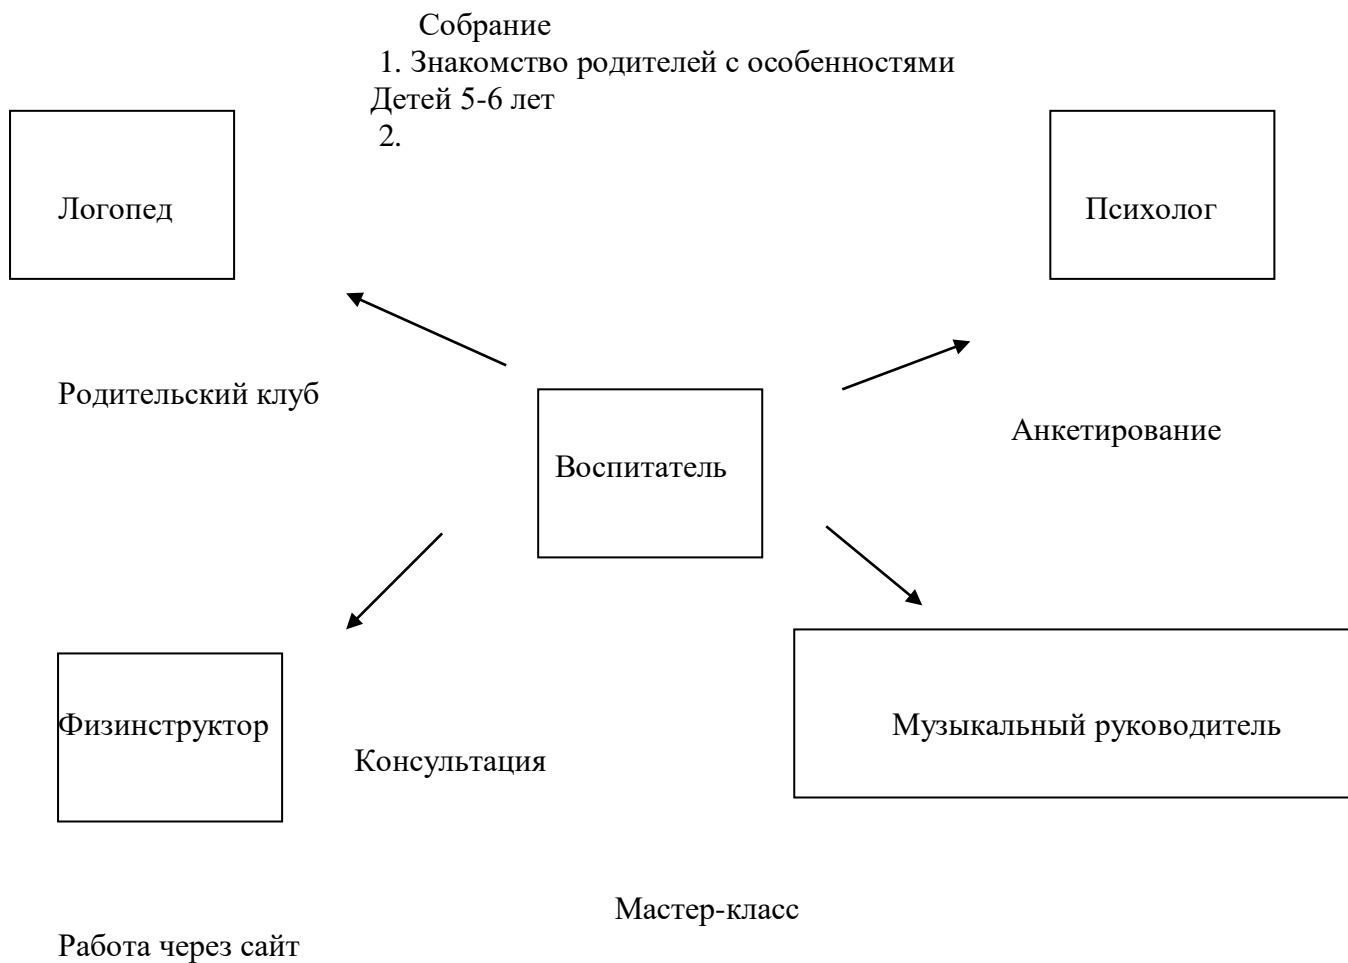 Собрание
1. Знакомство родителей с особенностями
Детей 5-6 лет
2.
Логопед
Психолог
Родительский клуб
Анкетирование
Воспитатель
Физинструктор
Музыкальный руководитель
Консультация
Мастер-класс
Работа через сайт